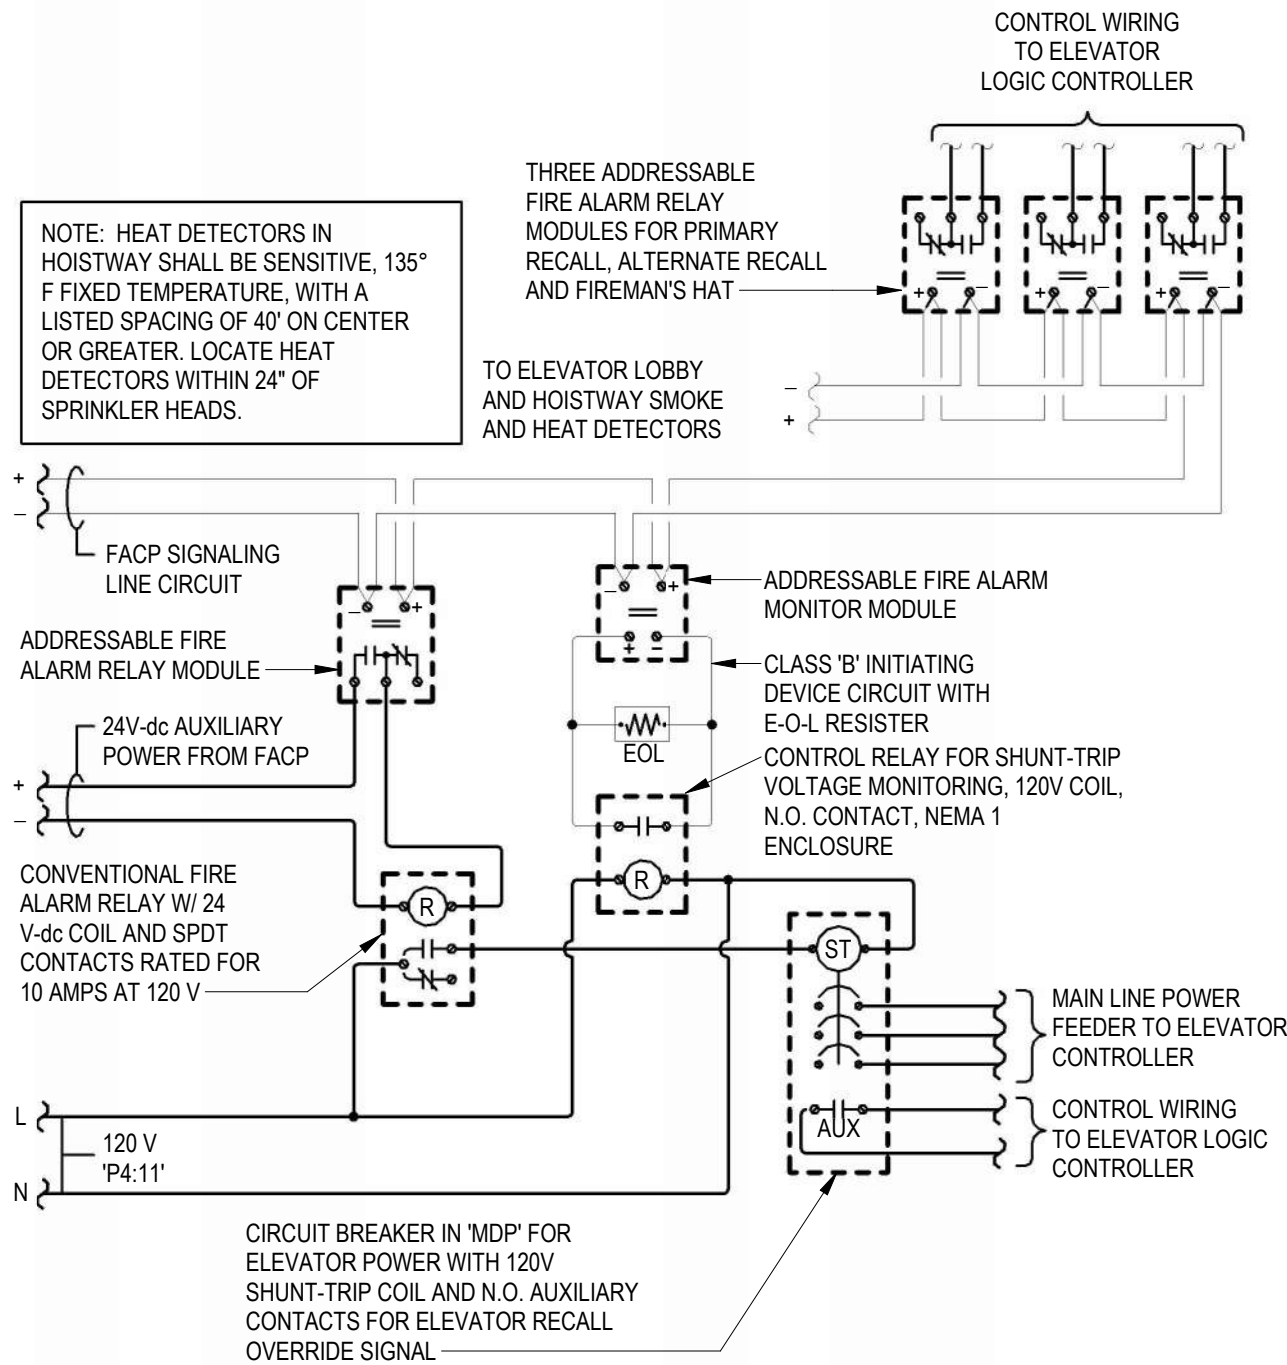 CONTROL WIRING
TO ELEVATOR
LOGIC CONTROLLER
THREE ADDRESSABLE
FIRE ALARM RELAY
MODULES FOR PRIMARY
RECALL, ALTERNATE RECALL
AND FIREMAN'S HAT
NOTE: HEAT DETECTORS IN
HOISTWAY SHALL BE SENSITIVE, 135°
F FIXED TEMPERATURE, WITH A
LISTED SPACING OF 40' ON CENTER
OR GREATER. LOCATE HEAT
DETECTORS WITHIN 24" OF
SPRINKLER HEADS.
+ – + – + –
TO ELEVATOR LOBBY
AND HOISTWAY SMOKE
AND HEAT DETECTORS
–
+
+
–
FACP SIGNALING
LINE CIRCUIT
– +
– +
+ –
ADDRESSABLE FIRE ALARM
MONITOR MODULE
ADDRESSABLE FIRE
ALARM RELAY MODULE
CLASS 'B' INITIATING
DEVICE CIRCUIT WITH
E-O-L RESISTER
EOL
24V-dc AUXILIARY
POWER FROM FACP
+
–
CONTROL RELAY FOR SHUNT-TRIP
VOLTAGE MONITORING, 120V COIL,
N.O. CONTACT, NEMA 1
ENCLOSURE
R
CONVENTIONAL FIRE
ALARM RELAY W/ 24
V-dc COIL AND SPDT
CONTACTS RATED FOR
10 AMPS AT 120 V
R
ST
MAIN LINE POWER
FEEDER TO ELEVATOR
CONTROLLER
AUX
CONTROL WIRING
TO ELEVATOR LOGIC
CONTROLLER
L
120 V
'P4:11'
N
CIRCUIT BREAKER IN 'MDP' FOR
ELEVATOR POWER WITH 120V
SHUNT-TRIP COIL AND N.O. AUXILIARY
CONTACTS FOR ELEVATOR RECALL
OVERRIDE SIGNAL